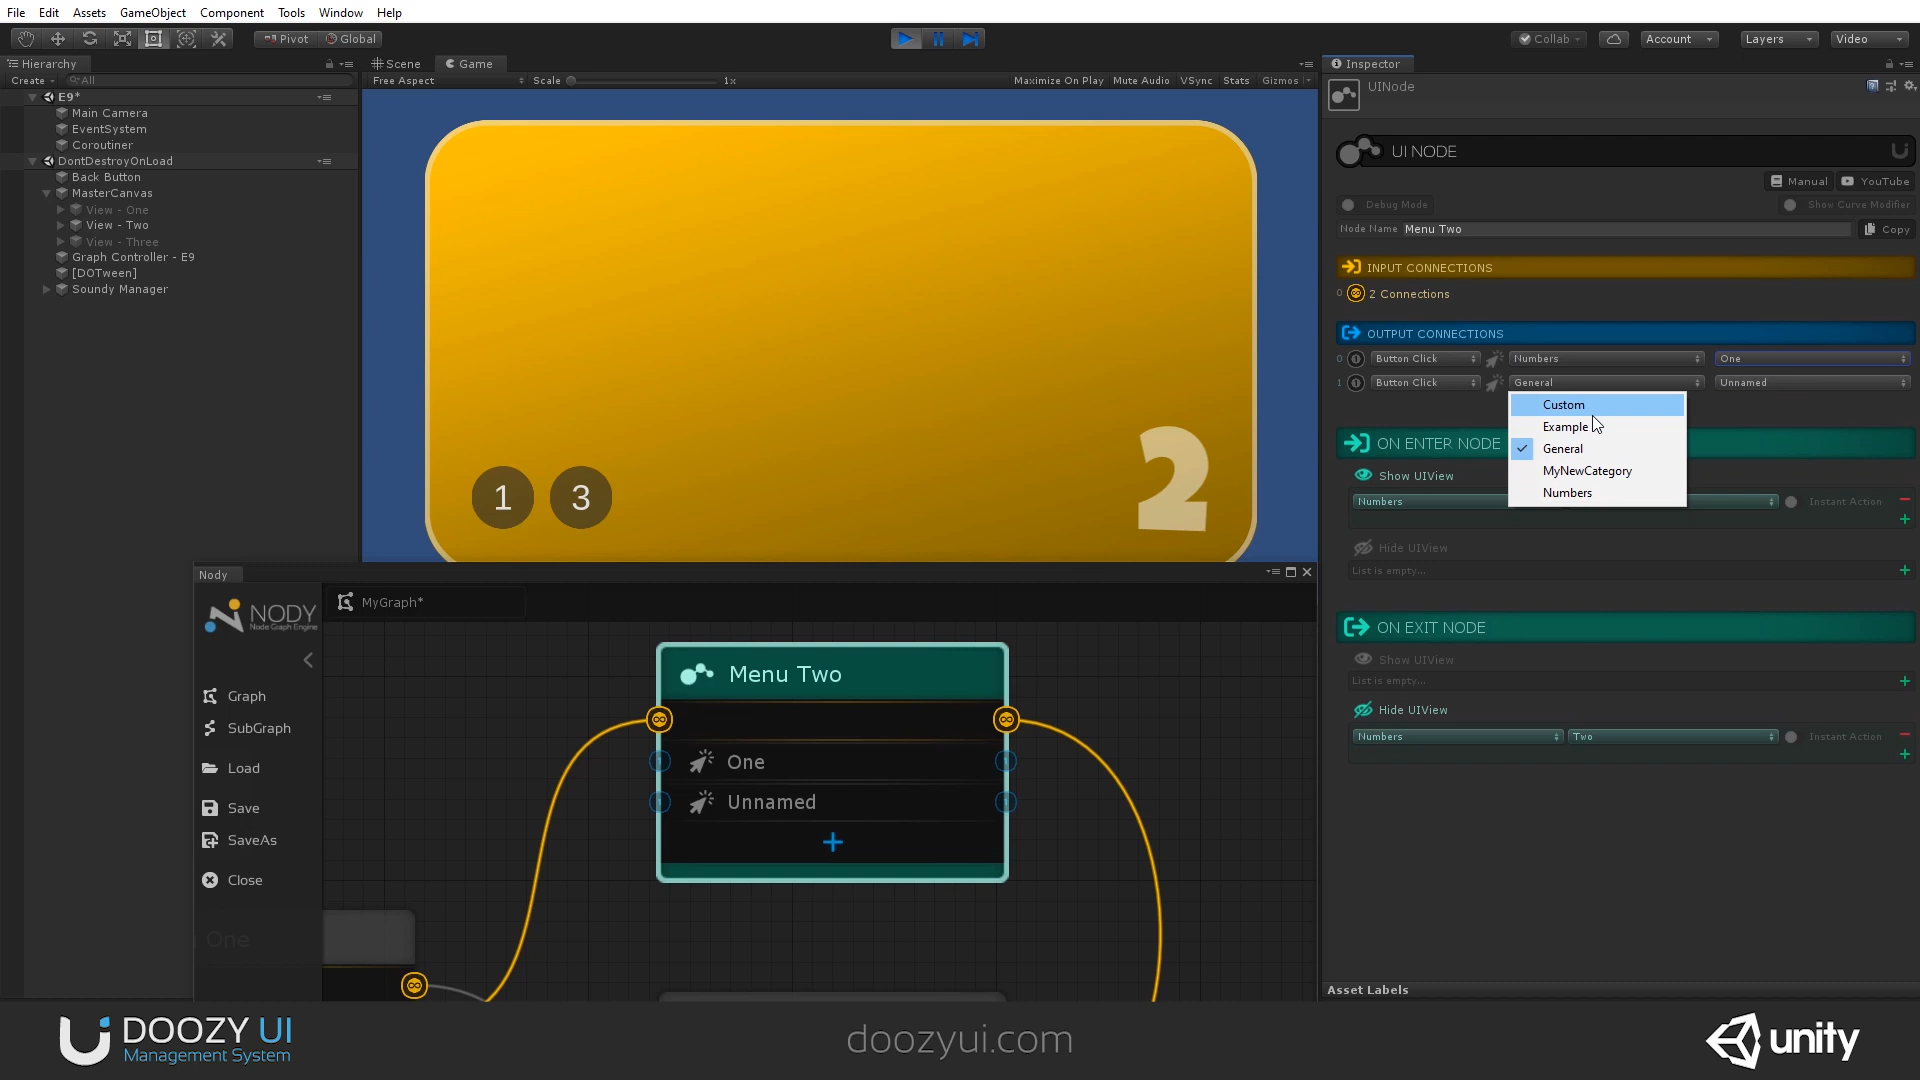 File Edit Assets GameObject Component Tools Window Help
Pivot Global
Collab Account Layers Video
Hierarchy
Create All
E9*
Main Camera
EventSystem
Coroutiner
DontDestroyOnLoad
Back Button
MasterCanvas
View - One
View - Two
View - Three
Graph Controller - E9
[DOTween]
Soundy Manager
Scene Game
Free Aspect Scale 1x Maximize On Play Mute Audio VSync Stats Gizmos
1 3
2
Nody
NODY
Node Graph Engine
MyGraph*
Graph
SubGraph
Load
Save
SaveAs
Close
One
Menu Two
One
Unnamed
Inspector
UINode
UI NODE
Manual YouTube
Debug Mode Show Curve Modifier
Node Name Menu Two Copy
INPUT CONNECTIONS
0 2 Connections
OUTPUT CONNECTIONS
0 Button Click Numbers One
1 Button Click General Unnamed
Custom
Example
General
MyNewCategory
Numbers
ON ENTER NODE
Show UIView
Numbers Instant Action
Hide UIView
List is empty...
ON EXIT NODE
Show UIView
List is empty...
Hide UIView
Numbers Two Instant Action
Asset Labels
DOOZY UI
Management System
doozyui.com
unity